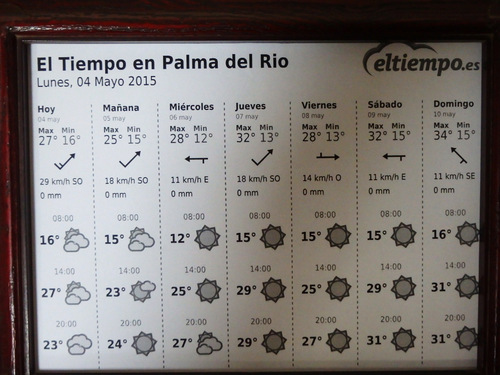 El Tiempo en Palma del Rio
eltiempo.es
Lunes, 04 Mayo 2015
Hoy Mañana Miércoles Jueves Viernes Sábado Domingo
04 may 05 may 06 may 07 may 08 may 09 may 10 may
Max Min Max Min Max Min Max Min Max Min Max Min Max Min
27° 16° 25° 15° 28° 12° 32° 13° 28° 13° 32° 15° 34° 15°
29 km/h SO 18 km/h SO 11 km/h E 18 km/h SO 14 km/h O 11 km/h E 11 km/h SE
0 mm 0 mm 0 mm 0 mm 0 mm 0 mm 0 mm
08:00 08:00 08:00 08:00 08:00 08:00 08:00
16° 15° 12° 15° 15° 15° 16°
14:00 14:00 14:00 14:00 14:00 14:00 14:00
27° 23° 25° 29° 25° 29° 31°
20:00 20:00 20:00 20:00 20:00 20:00 20:00
23° 24° 27° 29° 27° 31° 31°